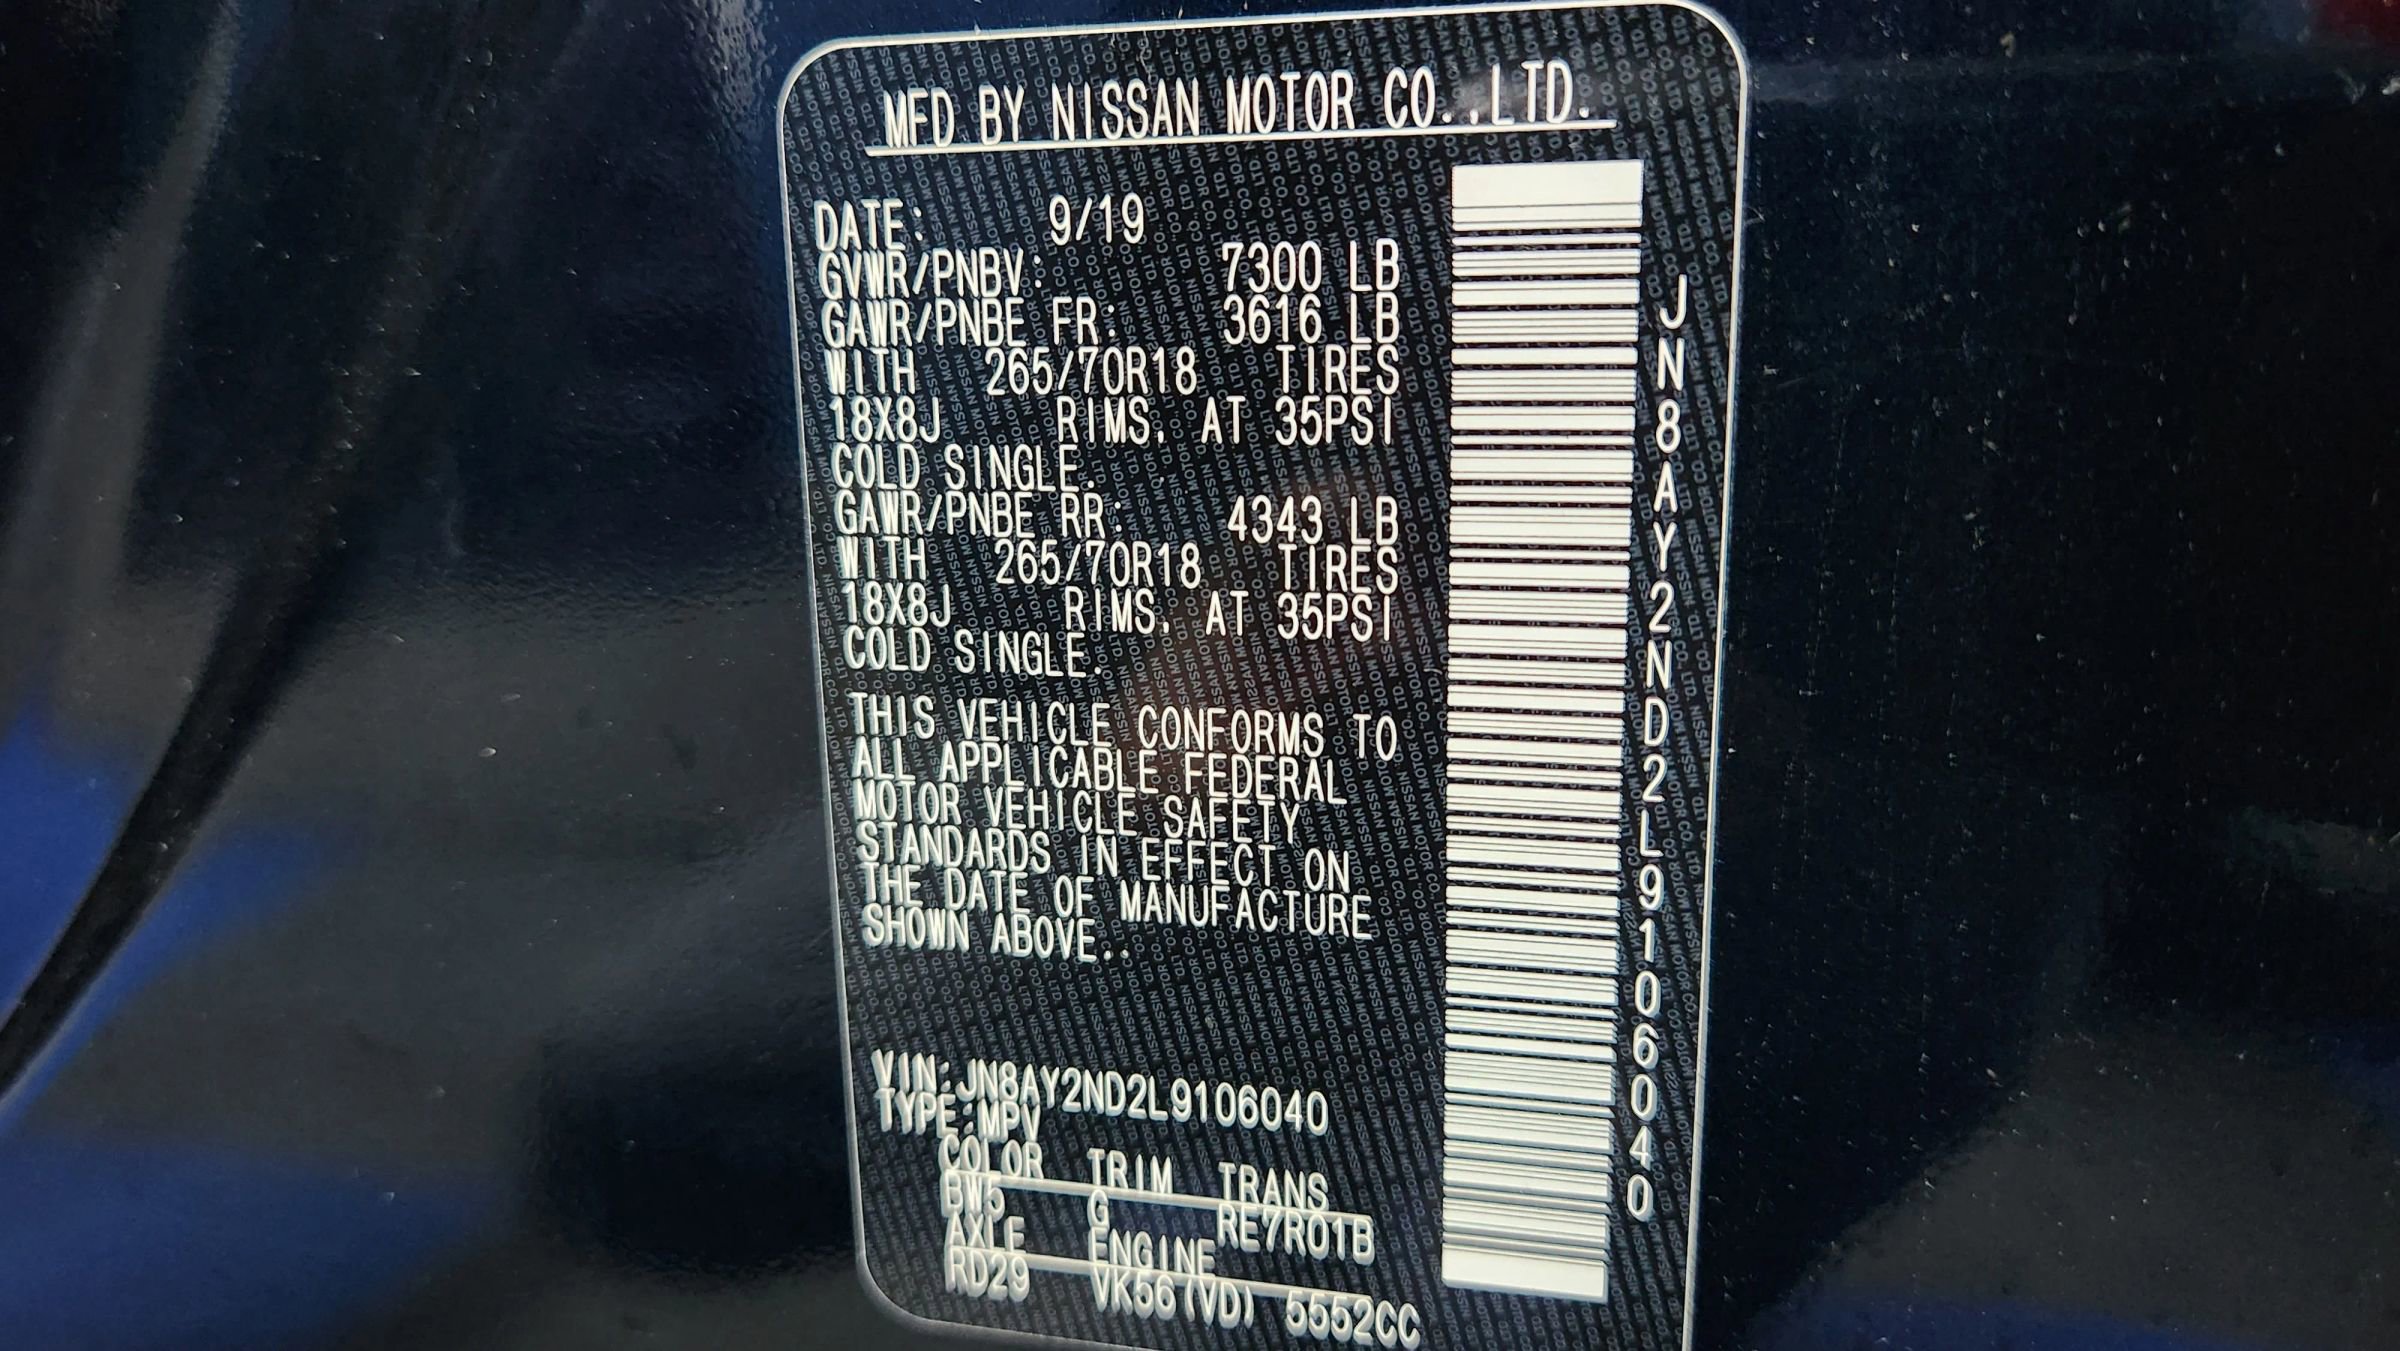 MFD BY NISSAN MOTOR CO.,LTD.
DATE: 9/19
GVWR/PNBV: 7300 LB
GAWR/PNBE FR: 3616 LB
WITH 265/70R18 TIRES
18X8J RIMS, AT 35PSI
COLD SINGLE.
GAWR/PNBE RR: 4343 LB
WITH 265/70R18 TIRES
18X8J RIMS, AT 35PSI
COLD SINGLE.
THIS VEHICLE CONFORMS TO
ALL APPLICABLE FEDERAL
MOTOR VEHICLE SAFETY
STANDARDS IN EFFECT ON
THE DATE OF MANUFACTURE
SHOWN ABOVE..
VIN:JN8AY2ND2L9106040
TYPE:MPV
COLOR TRIM TRANS
BW5 G RE7R01B
AXLE ENGINE
RD29 VK56(VD) 5552CC
JN8AY2ND2L9106040